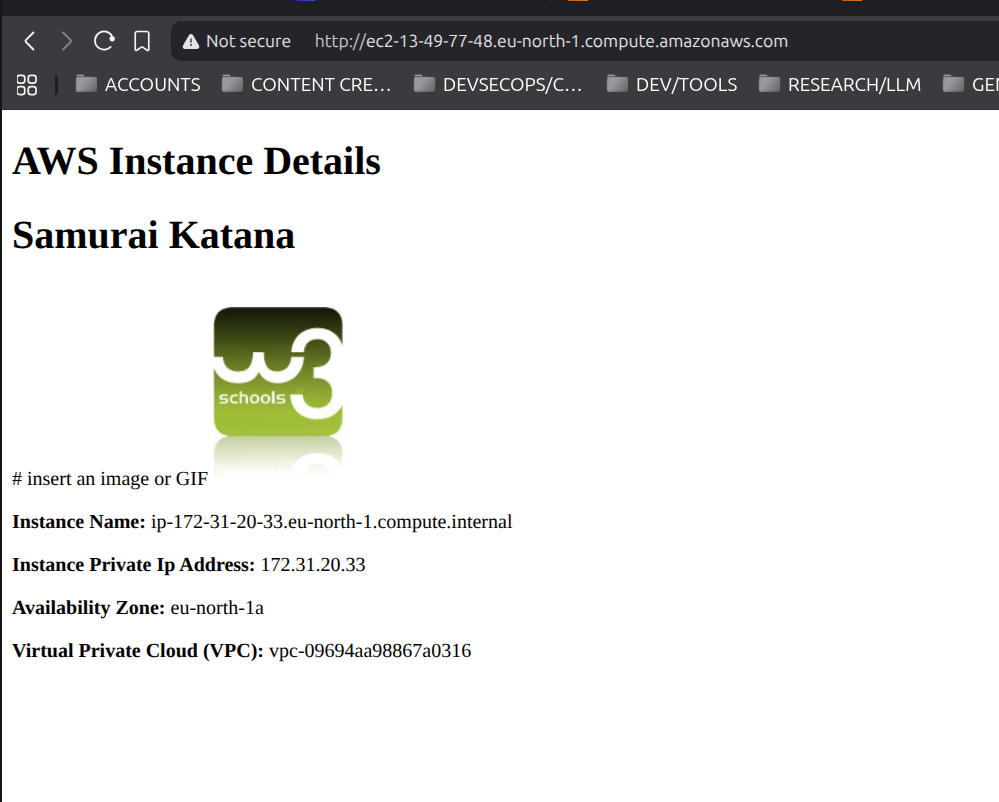 Not secure http://ec2-13-49-77-48.eu-north-1.compute.amazonaws.com
ACCOUNTS CONTENT CRE... DEVSECOPS/C... DEV/TOOLS RESEARCH/LLM GEN
AWS Instance Details
Samurai Katana
w3
schools
# insert an image or GIF
Instance Name: ip-172-31-20-33.eu-north-1.compute.internal
Instance Private Ip Address: 172.31.20.33
Availability Zone: eu-north-1a
Virtual Private Cloud (VPC): vpc-09694aa98867a0316